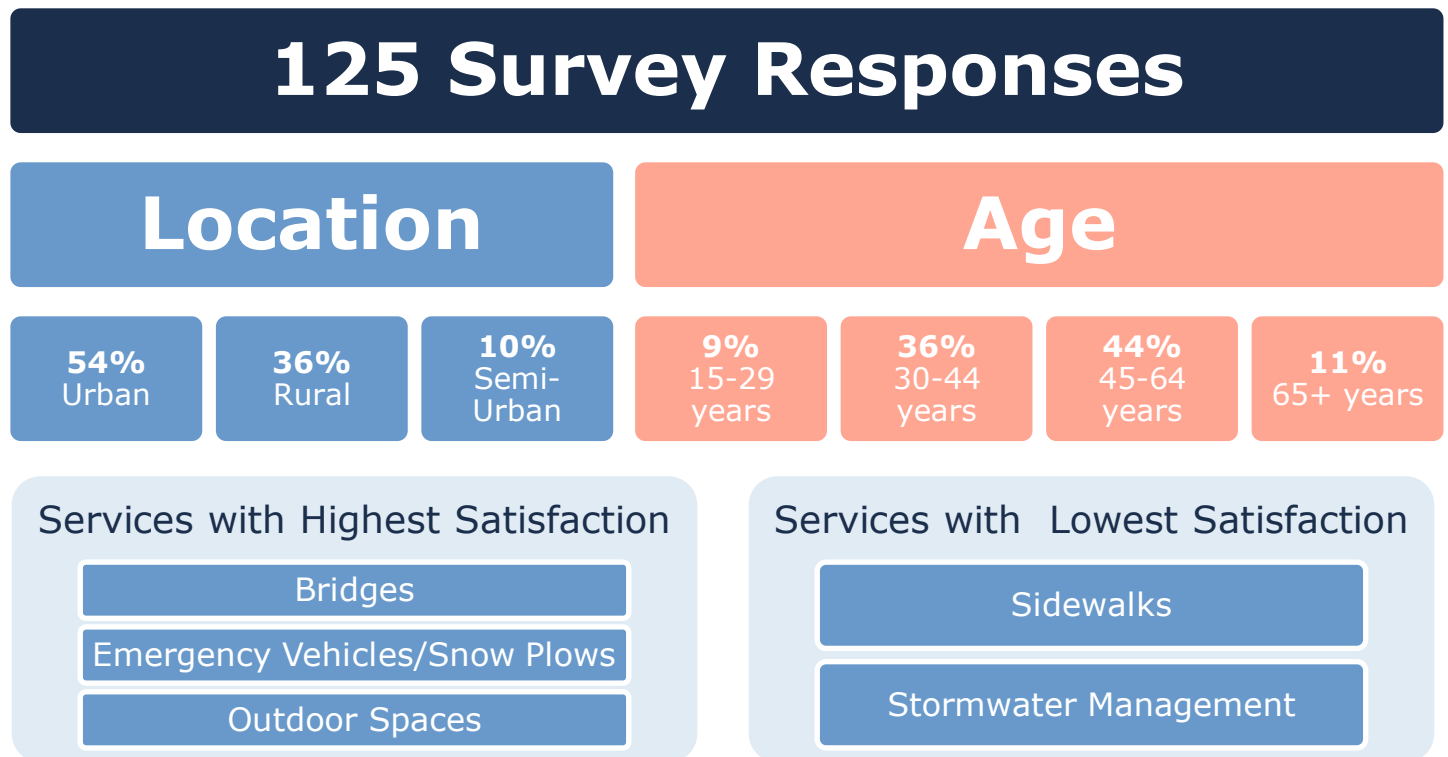 125 Survey Responses
Location
Age
54%
Urban
36%
Rural
10%
Semi-
Urban
9%
15-29
years
36%
30-44
years
44%
45-64
years
11%
65+ years
Services with Highest Satisfaction
Bridges
Emergency Vehicles/Snow Plows
Outdoor Spaces
Services with  Lowest Satisfaction
Sidewalks
Stormwater Management